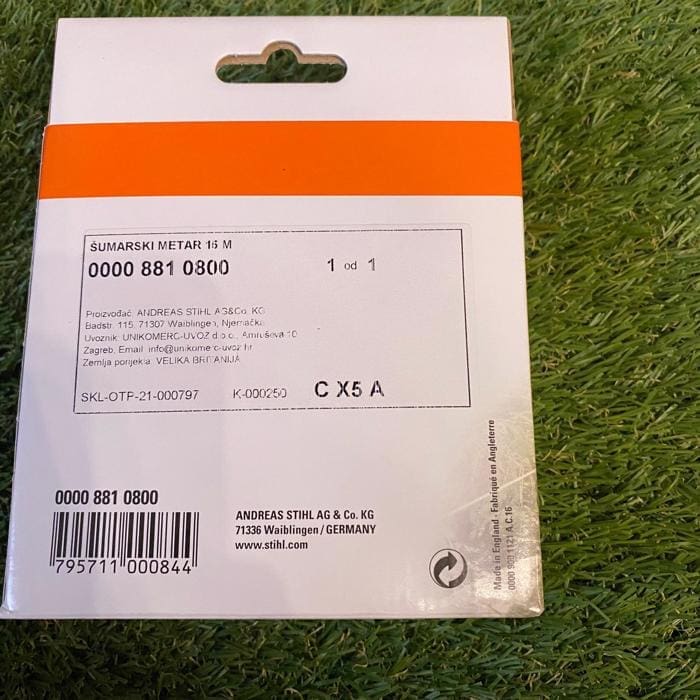 ŠUMARSKI METAR 15 M
0000 881 0800 1 od 1
Proizvođač: ANDREAS STIHL AG&Co. KG
Badstr. 115, 71307 Waiblingen, Njemačka
Uvoznik: UNIKOMERC-UVOZ d.o.o., Amruševa 10
Zagreb, Email: info@unikomerc-uvoz.hr
Zemlja porijekla: VELIKA BRITANIJA
SKL-OTP-21-000797 K-000250 C X5 A
0000 881 0800
795711 000844
ANDREAS STIHL AG & Co. KG
71336 Waiblingen / GERMANY
www.stihl.com
Made in England · Fabriqué en Angleterre
0000 1121 A.C.16